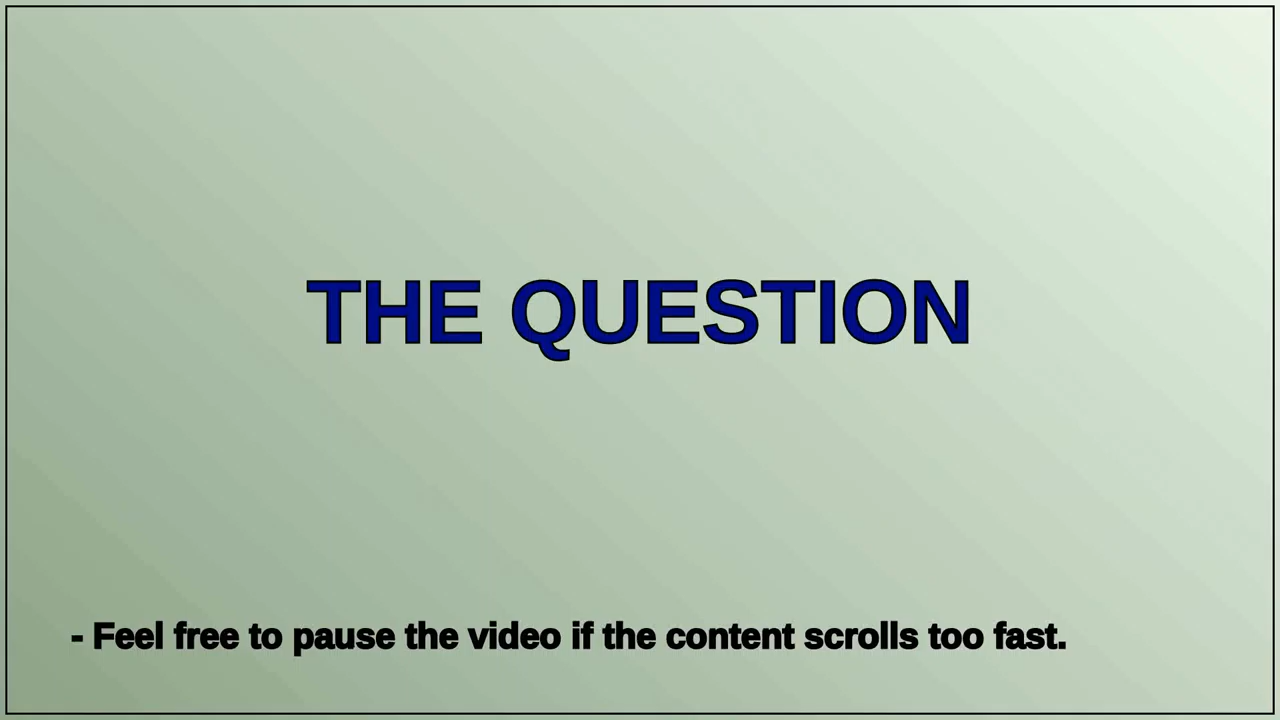 THE QUESTION
- Feel free to pause the video if the content scrolls too fast.